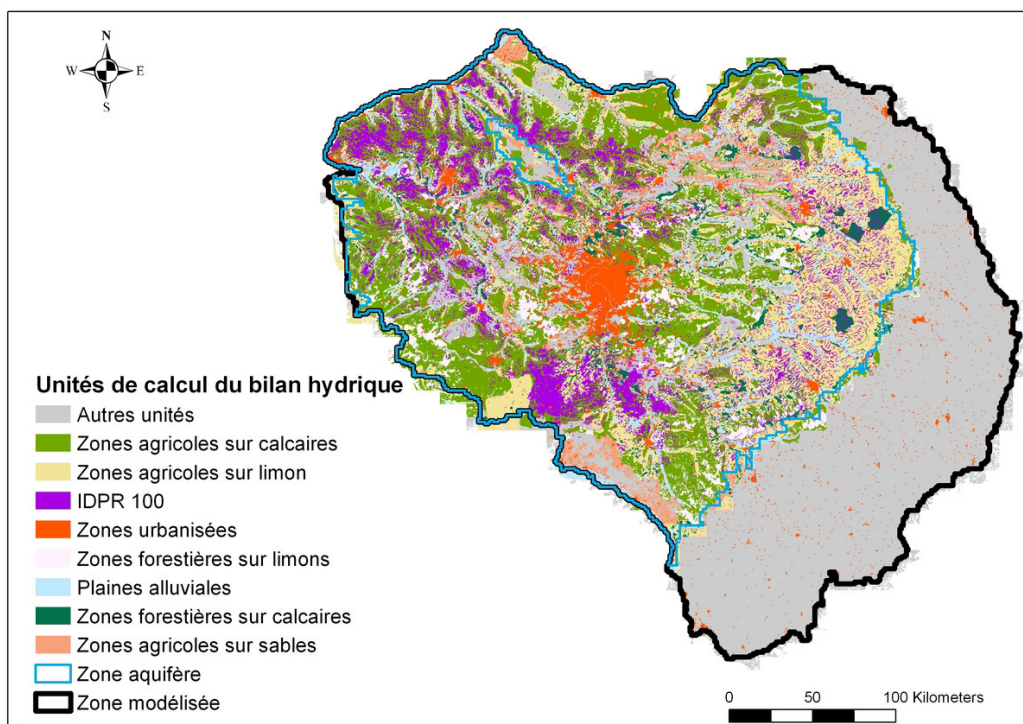 N
W E
S
Unités de calcul du bilan hydrique
Autres unités
Zones agricoles sur calcaires
Zones agricoles sur limon
IDPR 100
Zones urbanisées
Zones forestières sur limons
Plaines alluviales
Zones forestières sur calcaires
Zones agricoles sur sables
Zone aquifère
Zone modélisée
0 50 100 Kilometers